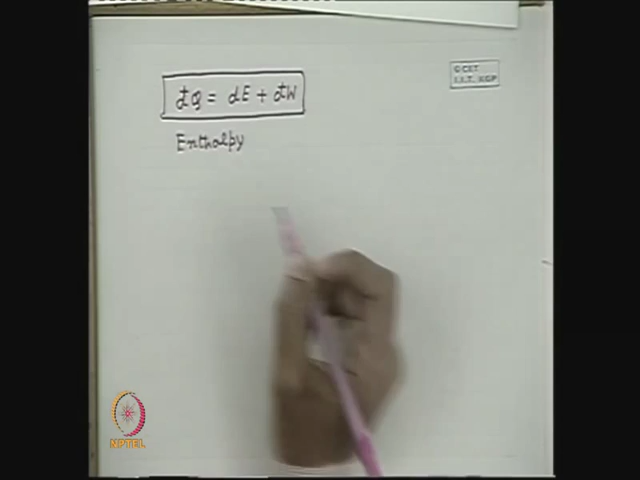 đQ = dE + đW
Enthalpy
© CET
I.I.T. KGP
NPTEL